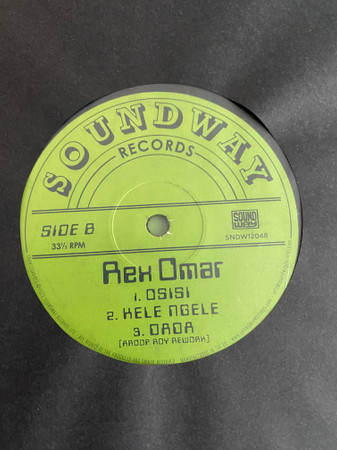 SOUNDWAY
RECORDS
SIDE B
33⅓ RPM
SOUND
WAY
SNDW12048
Rex Omar
1. OSISI
2. KELE NGELE
3. DADA
[AROOP ROY REWORK]